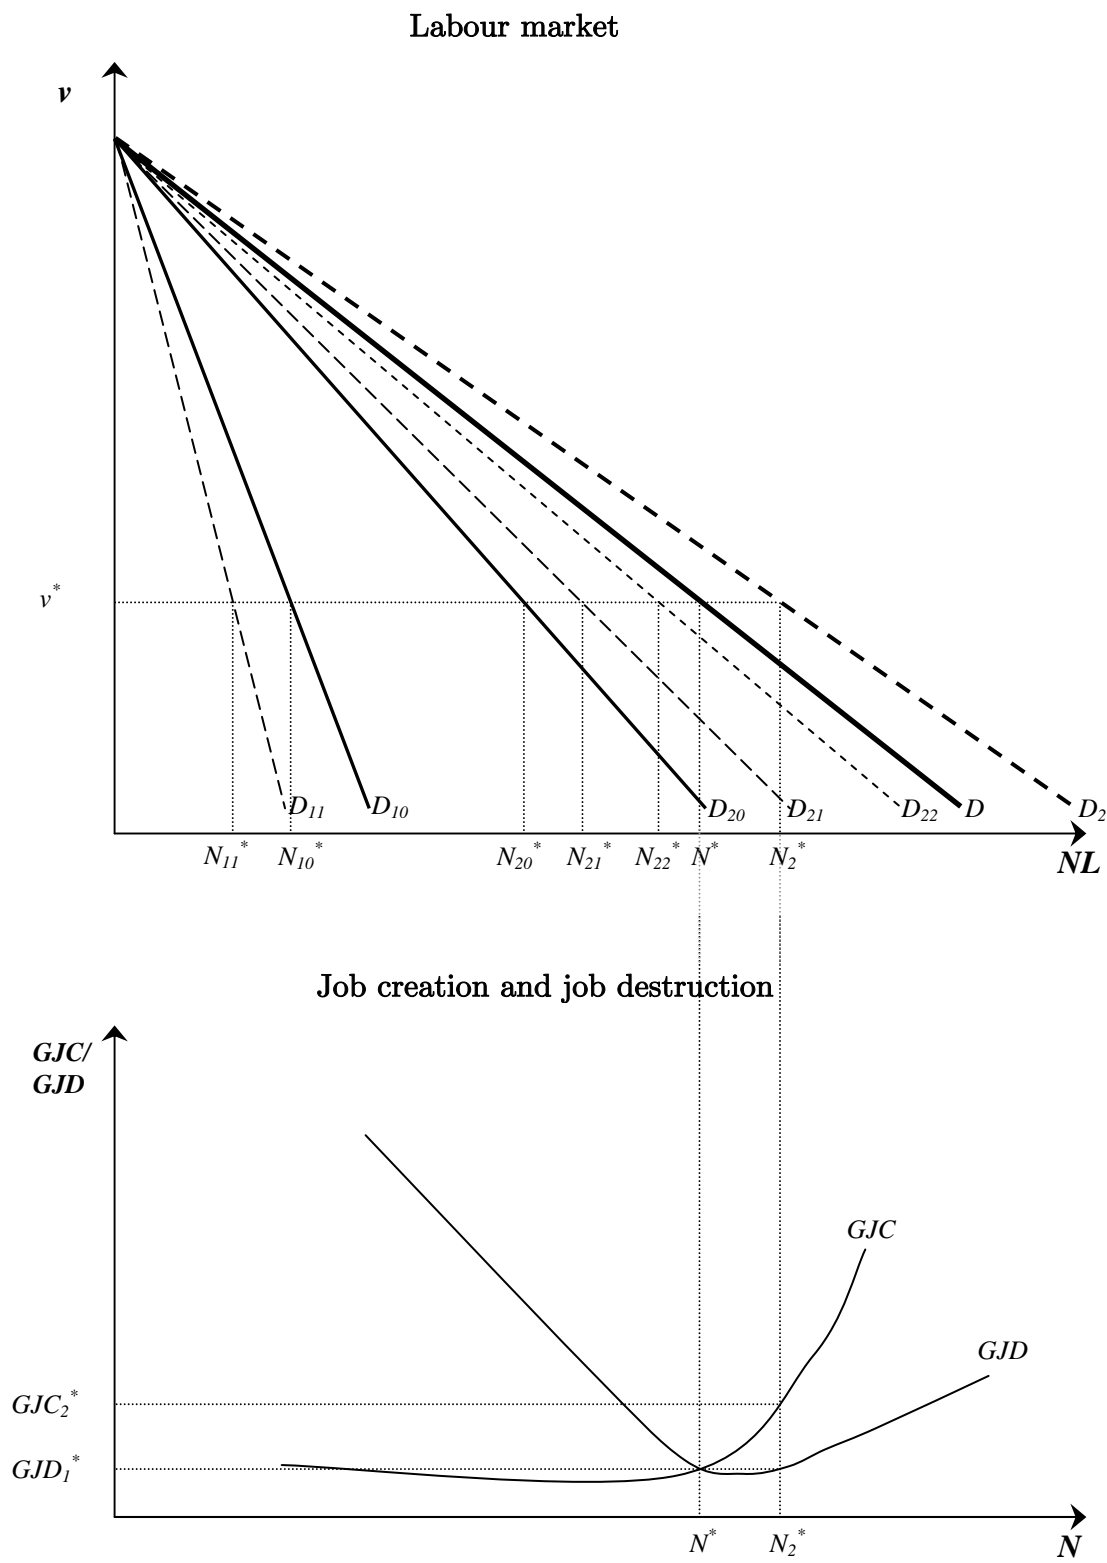 Labour market
v
v*
D₁₁ D₁₀ D₂₀ D₂₁ D₂₂ D D₂
N₁₁* N₁₀* N₂₀* N₂₁* N₂₂* N* N₂*
NL
Job creation and job destruction
GJC/
GJD
GJC
GJD
GJC₂*
GJD₁*
N* N₂* N